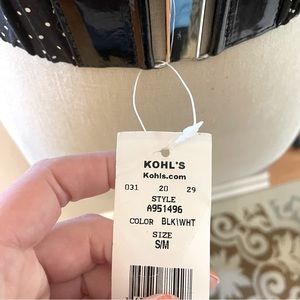 KOHL'S
Kohls.com
031 20 29
STYLE
A951496
COLOR BLK\WHT
SIZE
S/M